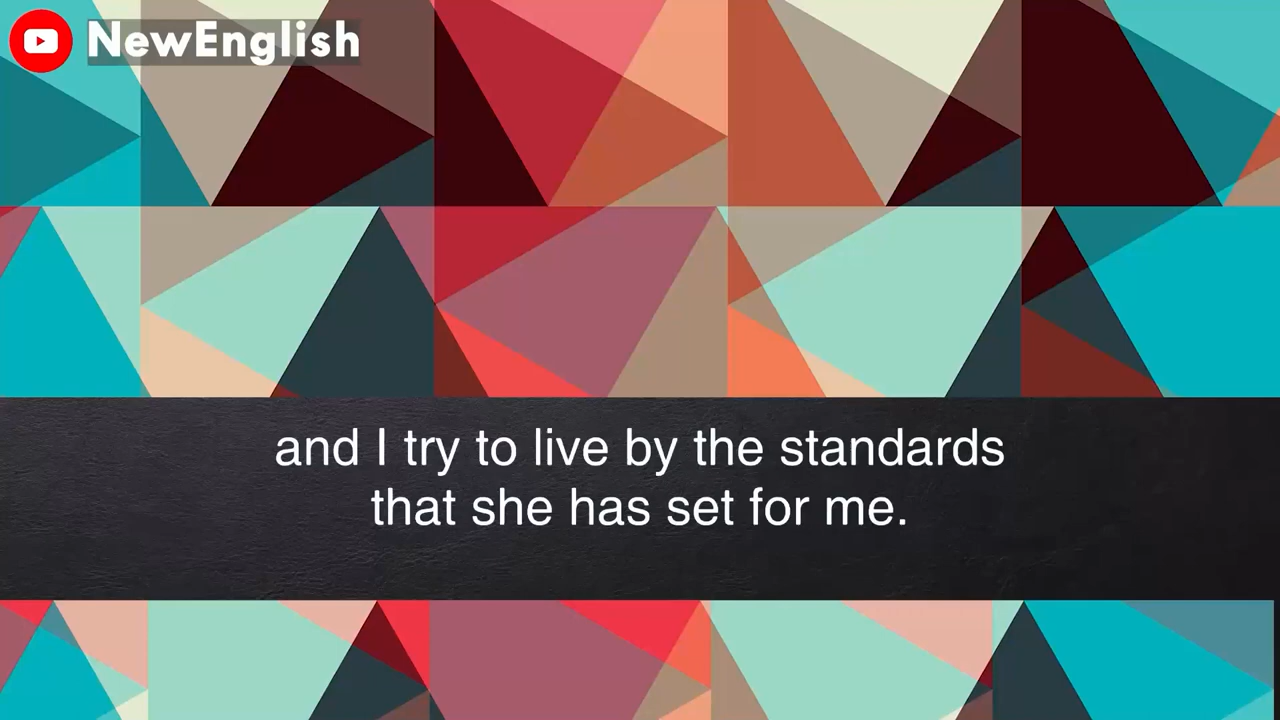 NewEnglish
and I try to live by the standards
that she has set for me.